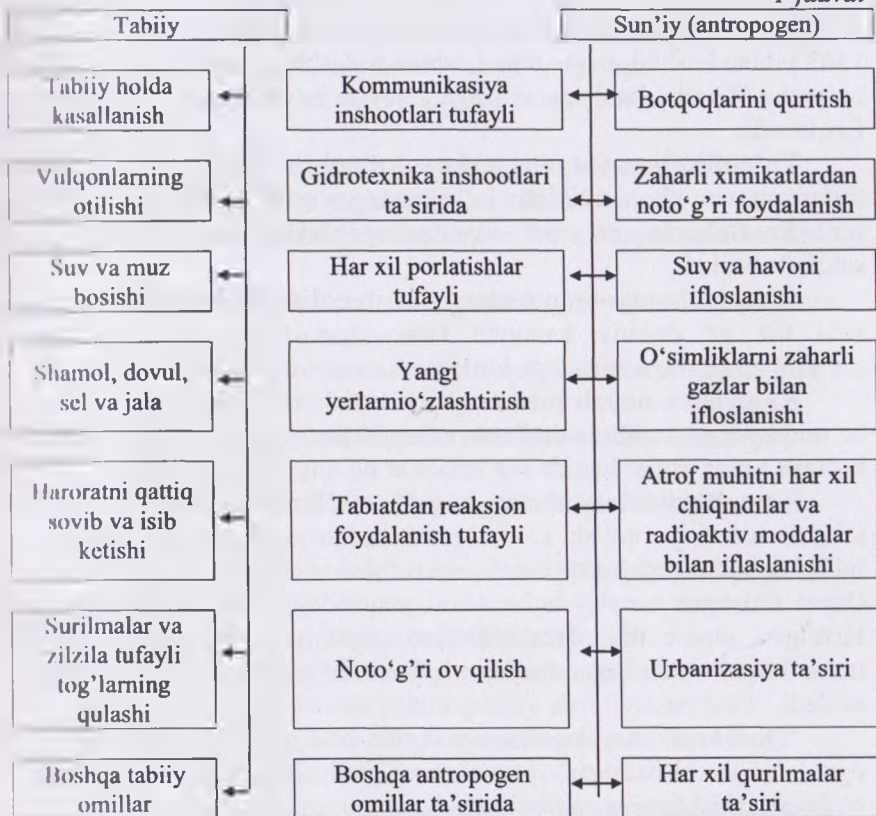 Tabiiy
Sun’iy (antropogen)
Tabiiy holda
kasallanish
Kommunikasiya
inshootlari tufayli
Botqoqlarini quritish
Vulqonlarning
otilishi
Gidrotexnika inshootlari
ta’sirida
Zaharli ximikatlardan
noto‘g‘ri foydalanish
Suv va muz
bosishi
Har xil porlatishlar
tufayli
Suv va havoni
ifloslanishi
Shamol, dovul,
sel va jala
Yangi
yerlarnio‘zlashtirish
O‘simliklarni zaharli
gazlar bilan
ifloslanishi
Haroratni qattiq
sovib va isib
ketishi
Tabiatdan reaksion
foydalanish tufayli
Atrof muhitni har xil
chiqindilar va
radioaktiv moddalar
bilan iflaslanishi
Surilmalar va
zilzila tufayli
tog‘larning
qulashi
Noto‘g‘ri ov qilish
Urbanizasiya ta’siri
Boshqa tabiiy
omillar
Boshqa antropogen
omillar ta’sirida
Har xil qurilmalar
ta’siri